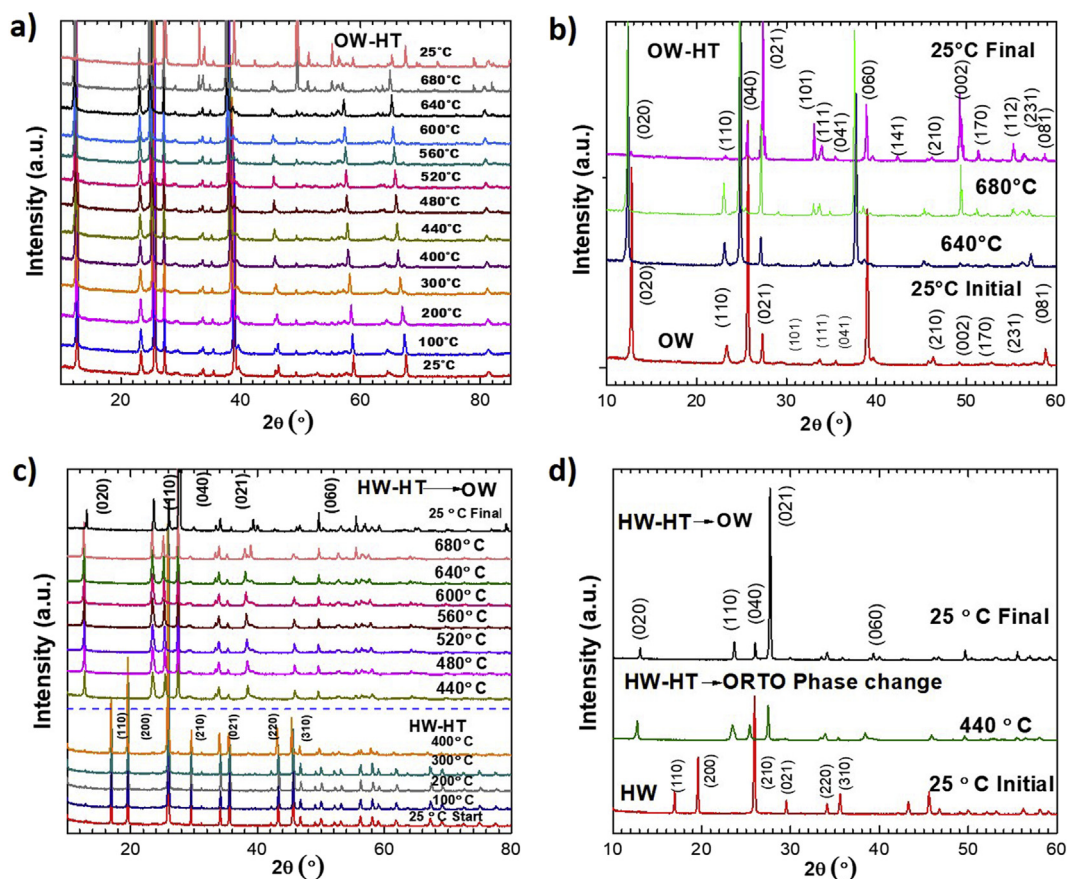 a)
OW-HT
25°C
680°C
640°C
600°C
560°C
520°C
480°C
440°C
400°C
300°C
200°C
100°C
25°C
Intensity (a.u.)
20 40 60 80
2θ (°)
b)
OW-HT
25°C Final
(020)
(110)
(040)
(021)
(101)
(111)
(041)
(060)
(141)
(210)
(002)
(170)
(112)
(231)
(081)
680°C
640°C
25°C Initial
(020)
(110)
(021)
(101)
(111)
(041)
(210)
(002)
(170)
(231)
(081)
OW
Intensity (a.u.)
10 20 30 40 50 60
2θ (°)
c)
(020)
(110)
(040)
(021)
(060)
HW-HT → OW
25 °C Final
680° C
640° C
600° C
560° C
520° C
480° C
440° C
HW-HT
(110)
(200)
(210)
(021)
(220)
(310)
400° C
300° C
200° C
100° C
25 °C Start
Intensity (a.u.)
20 40 60 80
2θ (°)
d)
(021)
HW-HT→OW
(020)
(110)
(040)
(060)
25 °C Final
HW-HT→ORTO Phase change
440 °C
HW
(110)
(200)
(210)
(021)
(220)
(310)
25 °C Initial
Intensity (a.u.)
10 20 30 40 50 60
2θ (°)